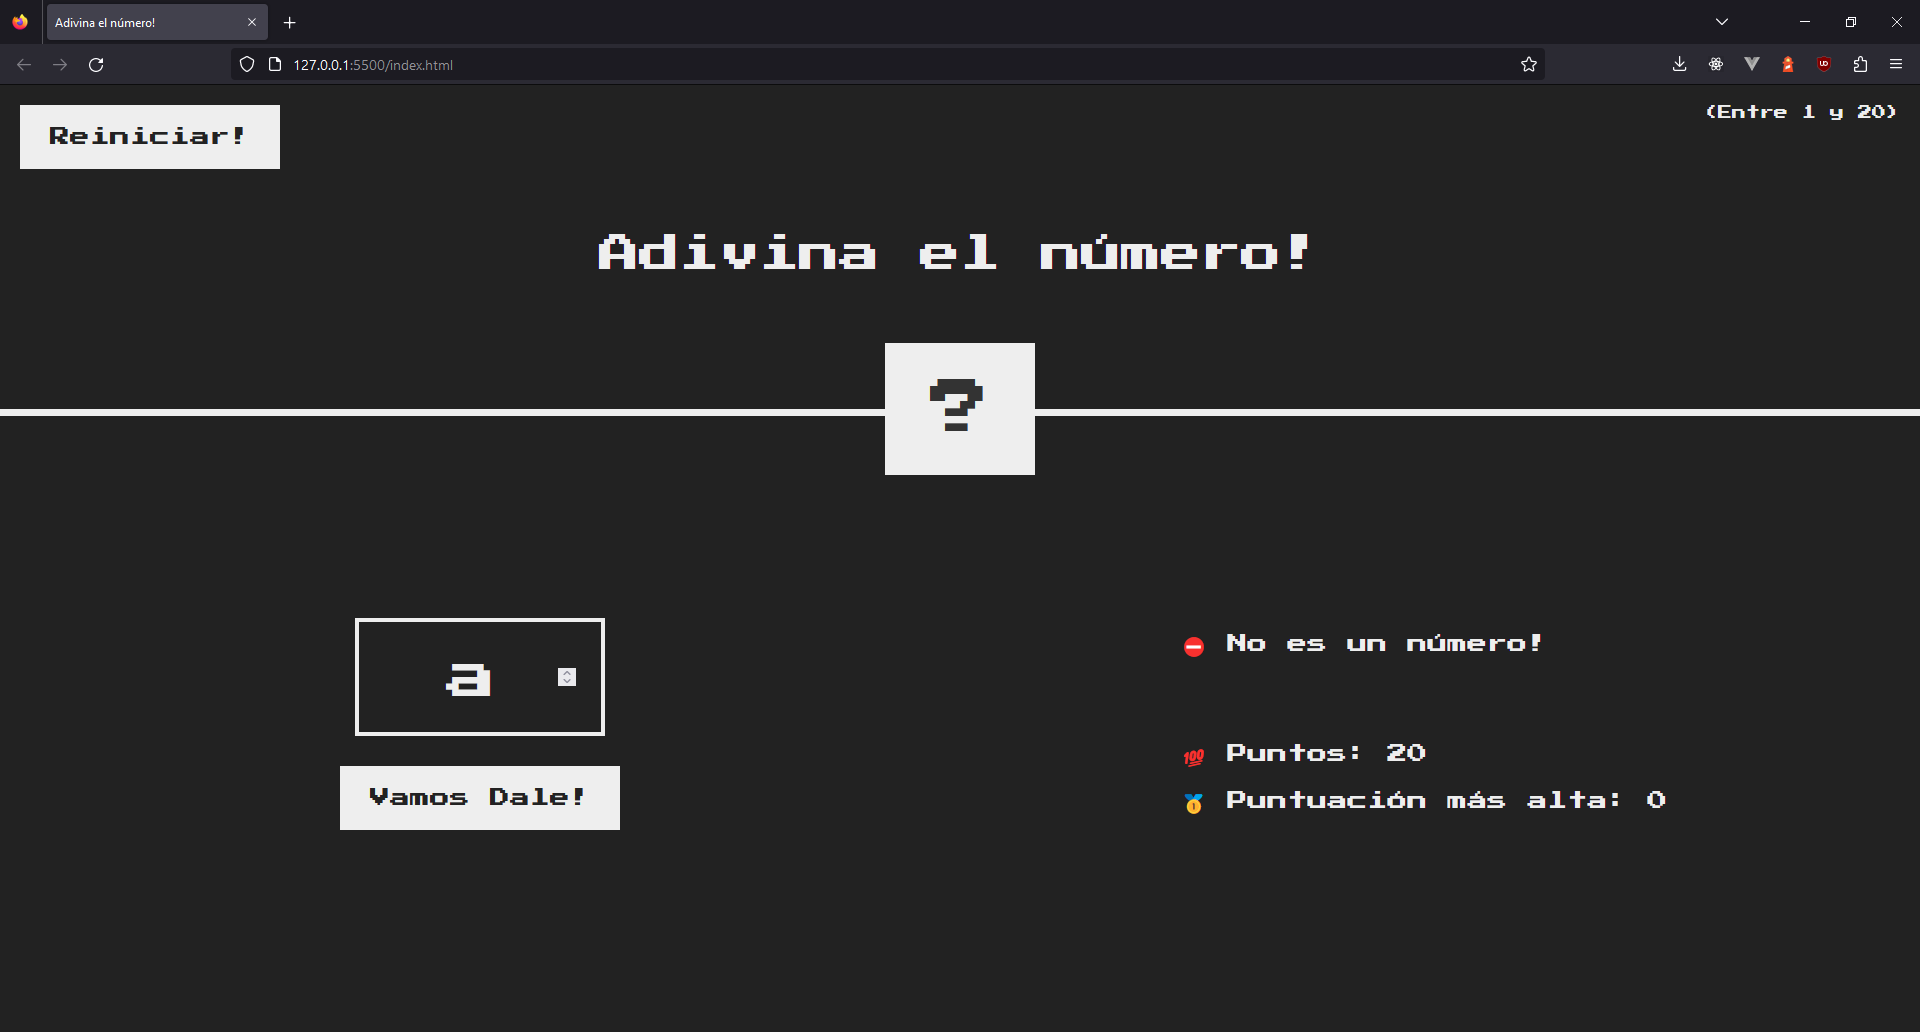 Adivina el número!
127.0.0.1:5500/index.html
Reiniciar!
(Entre 1 y 20)
Adivina el número!
?
a
Vamos Dale!
⛔ No es un número!
💯 Puntos: 20
🥇 Puntuación más alta: 0